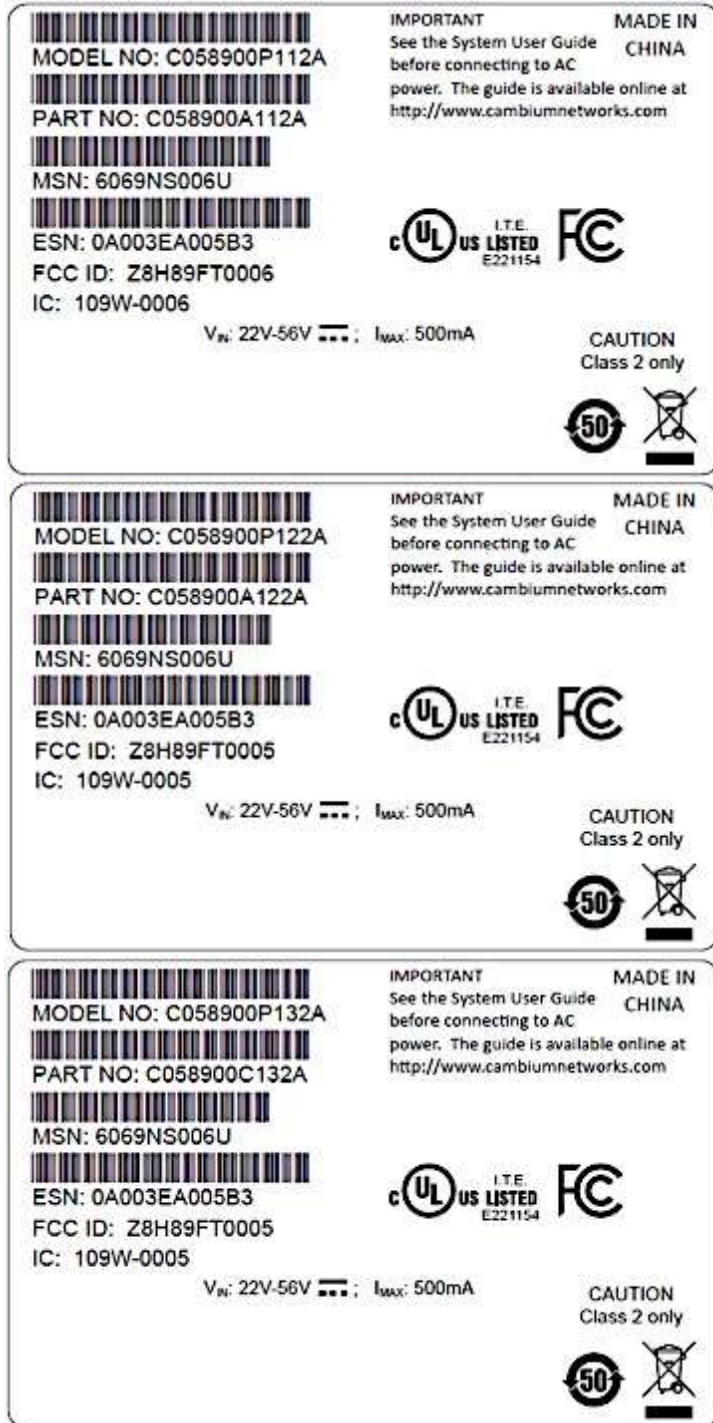 MODEL NO: C058900P112A
PART NO: C058900A112A
MSN: 6069NS006U
ESN: 0A003EA005B3
FCC ID: Z8H89FT0006
IC: 109W-0006
IMPORTANT
See the System User Guide
before connecting to AC
power. The guide is available online at
http://www.cambiumnetworks.com
MADE IN
CHINA
C UL US LISTED
I.T.E.
E221154
FC
VIN: 22V-56V ; IMAX: 500mA
CAUTION
Class 2 only
50
MODEL NO: C058900P122A
PART NO: C058900A122A
MSN: 6069NS006U
ESN: 0A003EA005B3
FCC ID: Z8H89FT0005
IC: 109W-0005
IMPORTANT
See the System User Guide
before connecting to AC
power. The guide is available online at
http://www.cambiumnetworks.com
MADE IN
CHINA
C UL US LISTED
I.T.E.
E221154
FC
VIN: 22V-56V ; IMAX: 500mA
CAUTION
Class 2 only
50
MODEL NO: C058900P132A
PART NO: C058900C132A
MSN: 6069NS006U
ESN: 0A003EA005B3
FCC ID: Z8H89FT0005
IC: 109W-0005
IMPORTANT
See the System User Guide
before connecting to AC
power. The guide is available online at
http://www.cambiumnetworks.com
MADE IN
CHINA
C UL US LISTED
I.T.E.
E221154
FC
VIN: 22V-56V ; IMAX: 500mA
CAUTION
Class 2 only
50